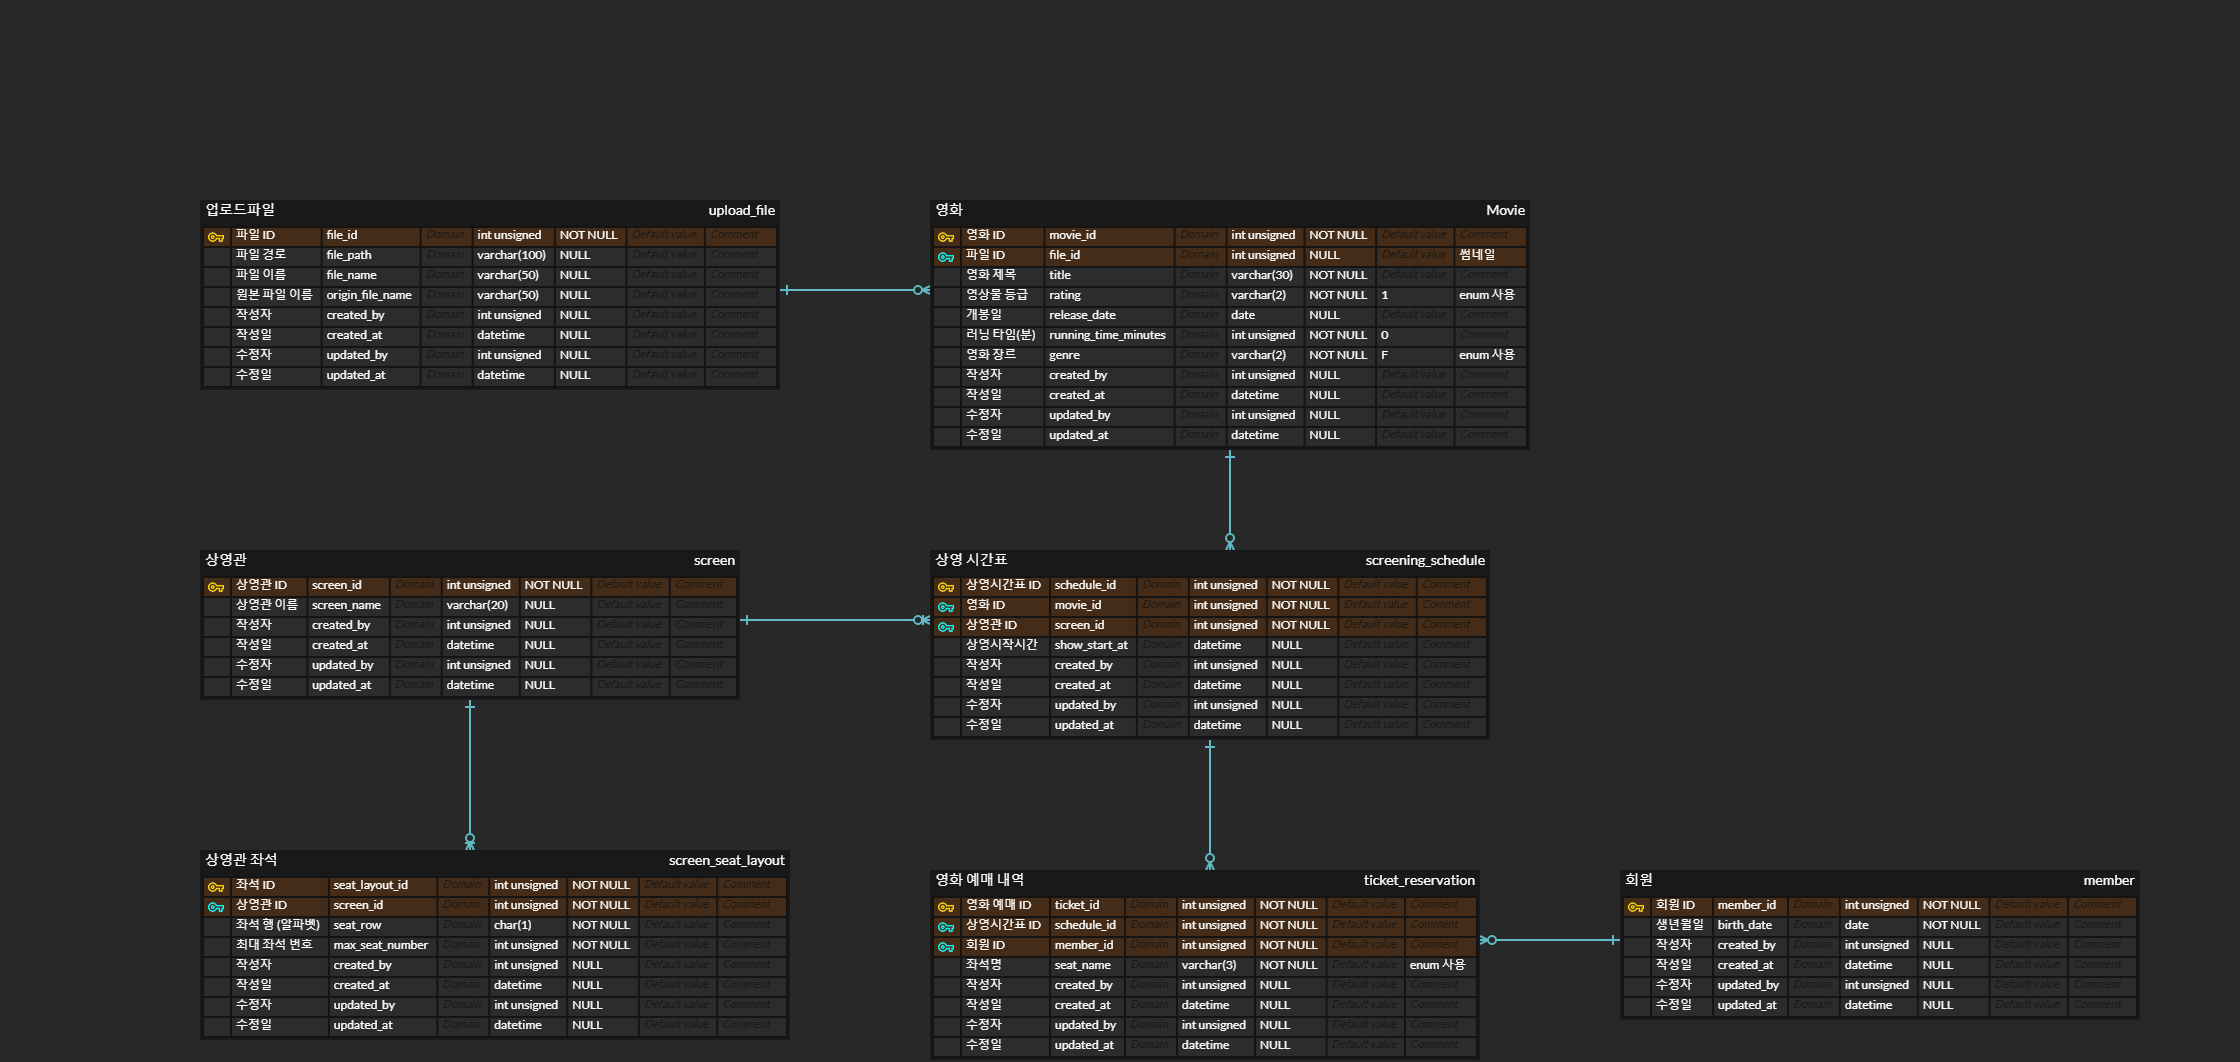 업로드파일 upload_file
파일 ID file_id Domain int unsigned NOT NULL Default value Comment
파일 경로 file_path Domain varchar(100) NULL Default value Comment
파일 이름 file_name Domain varchar(50) NULL Default value Comment
원본 파일 이름 origin_file_name Domain varchar(50) NULL Default value Comment
작성자 created_by Domain int unsigned NULL Default value Comment
작성일 created_at Domain datetime NULL Default value Comment
수정자 updated_by Domain int unsigned NULL Default value Comment
수정일 updated_at Domain datetime NULL Default value Comment
영화 Movie
영화 ID movie_id Domain int unsigned NOT NULL Default value Comment
파일 ID file_id Domain int unsigned NULL Default value 썸네일
영화 제목 title Domain varchar(30) NOT NULL Default value Comment
영상물 등급 rating Domain varchar(2) NOT NULL 1 enum 사용
개봉일 release_date Domain date NULL Default value Comment
러닝 타임(분) running_time_minutes Domain int unsigned NOT NULL 0 Comment
영화 장르 genre Domain varchar(2) NOT NULL F enum 사용
작성자 created_by Domain int unsigned NULL Default value Comment
작성일 created_at Domain datetime NULL Default value Comment
수정자 updated_by Domain int unsigned NULL Default value Comment
수정일 updated_at Domain datetime NULL Default value Comment
상영관 screen
상영관 ID screen_id Domain int unsigned NOT NULL Default value Comment
상영관 이름 screen_name Domain varchar(20) NULL Default value Comment
작성자 created_by Domain int unsigned NULL Default value Comment
작성일 created_at Domain datetime NULL Default value Comment
수정자 updated_by Domain int unsigned NULL Default value Comment
수정일 updated_at Domain datetime NULL Default value Comment
상영 시간표 screening_schedule
상영시간표 ID schedule_id Domain int unsigned NOT NULL Default value Comment
영화 ID movie_id Domain int unsigned NOT NULL Default value Comment
상영관 ID screen_id Domain int unsigned NOT NULL Default value Comment
상영시작시간 show_start_at Domain datetime NULL Default value Comment
작성자 created_by Domain int unsigned NULL Default value Comment
작성일 created_at Domain datetime NULL Default value Comment
수정자 updated_by Domain int unsigned NULL Default value Comment
수정일 updated_at Domain datetime NULL Default value Comment
상영관 좌석 screen_seat_layout
좌석 ID seat_layout_id Domain int unsigned NOT NULL Default value Comment
상영관 ID screen_id Domain int unsigned NOT NULL Default value Comment
좌석 행 (알파벳) seat_row Domain char(1) NOT NULL Default value Comment
최대 좌석 번호 max_seat_number Domain int unsigned NOT NULL Default value Comment
작성자 created_by Domain int unsigned NULL Default value Comment
작성일 created_at Domain datetime NULL Default value Comment
수정자 updated_by Domain int unsigned NULL Default value Comment
수정일 updated_at Domain datetime NULL Default value Comment
영화 예매 내역 ticket_reservation
영화 예매 ID ticket_id Domain int unsigned NOT NULL Default value Comment
상영시간표 ID schedule_id Domain int unsigned NOT NULL Default value Comment
회원 ID member_id Domain int unsigned NOT NULL Default value Comment
좌석명 seat_name Domain varchar(3) NOT NULL Default value enum 사용
작성자 created_by Domain int unsigned NULL Default value Comment
작성일 created_at Domain datetime NULL Default value Comment
수정자 updated_by Domain int unsigned NULL Default value Comment
수정일 updated_at Domain datetime NULL Default value Comment
회원 member
회원 ID member_id Domain int unsigned NOT NULL Default value Comment
생년월일 birth_date Domain date NOT NULL Default value Comment
작성자 created_by Domain int unsigned NULL Default value Comment
작성일 created_at Domain datetime NULL Default value Comment
수정자 updated_by Domain int unsigned NULL Default value Comment
수정일 updated_at Domain datetime NULL Default value Comment